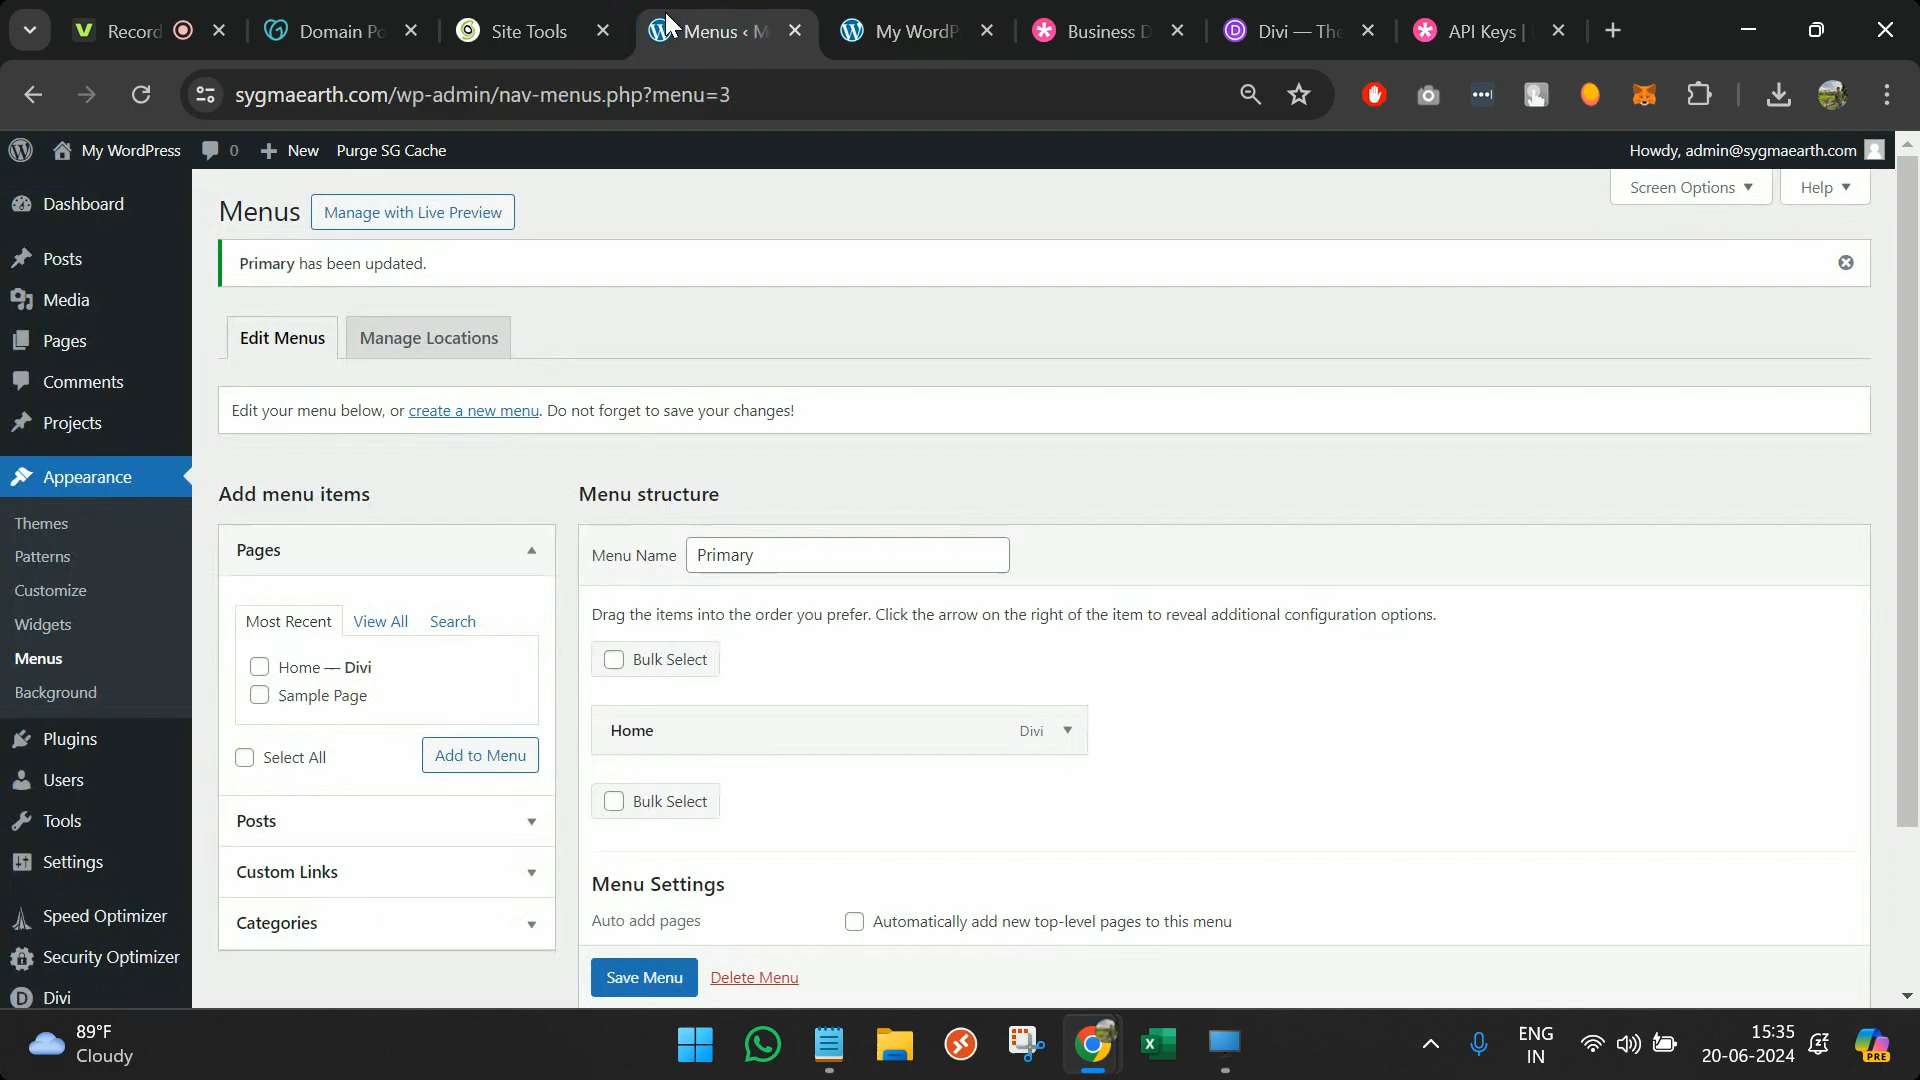 Record
Domain Po
Site Tools
Menus ‹ M
My WordP
Business D
Divi — The
API Keys |
sygmaearth.com/wp-admin/nav-menus.php?menu=3
My WordPress
0
New
Purge SG Cache
Howdy, admin@sygmaearth.com
Screen Options
Help
Dashboard
Posts
Media
Pages
Comments
Projects
Appearance
Themes
Patterns
Customize
Widgets
Menus
Background
Plugins
Users
Tools
Settings
Speed Optimizer
Security Optimizer
Divi
Menus
Manage with Live Preview
Primary has been updated.
Edit Menus
Manage Locations
Edit your menu below, or create a new menu. Do not forget to save your changes!
Add menu items
Pages
Most Recent
View All
Search
Home — Divi
Sample Page
Select All
Add to Menu
Posts
Custom Links
Categories
Menu structure
Menu Name
Primary
Drag the items into the order you prefer. Click the arrow on the right of the item to reveal additional configuration options.
Bulk Select
Home
Divi
Bulk Select
Menu Settings
Auto add pages
Automatically add new top-level pages to this menu
Save Menu
Delete Menu
89°F
Cloudy
ENG
IN
15:35
20-06-2024
PRE